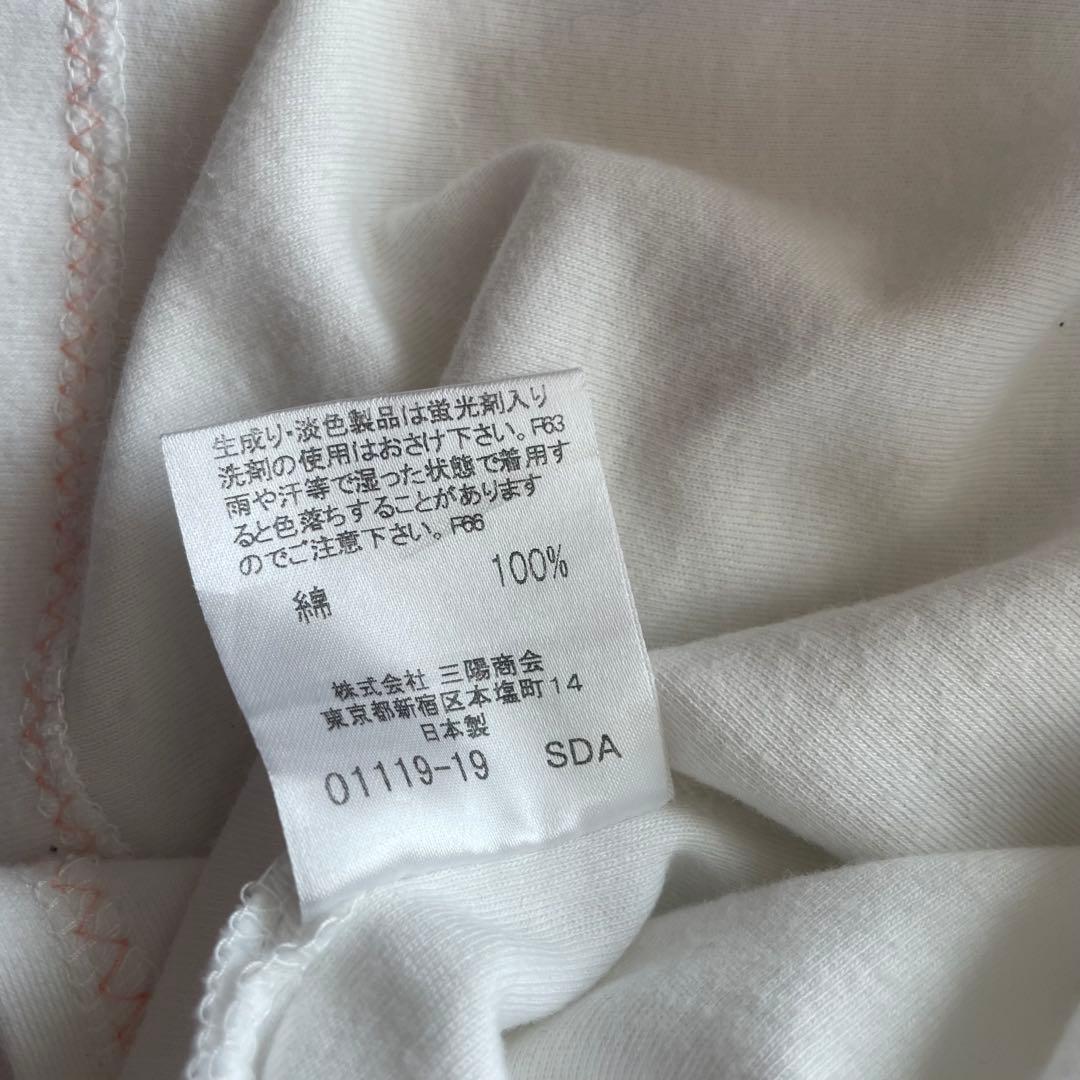 生成り・淡色製品は蛍光剤入り
洗剤の使用はおさけ下さい。F63
雨や汗等で湿った状態で着用す
ると色落ちすることがあります
のでご注意下さい。F66
綿 100%
株式会社 三陽商会
東京都新宿区本塩町14
日本製
01119-19 SDA